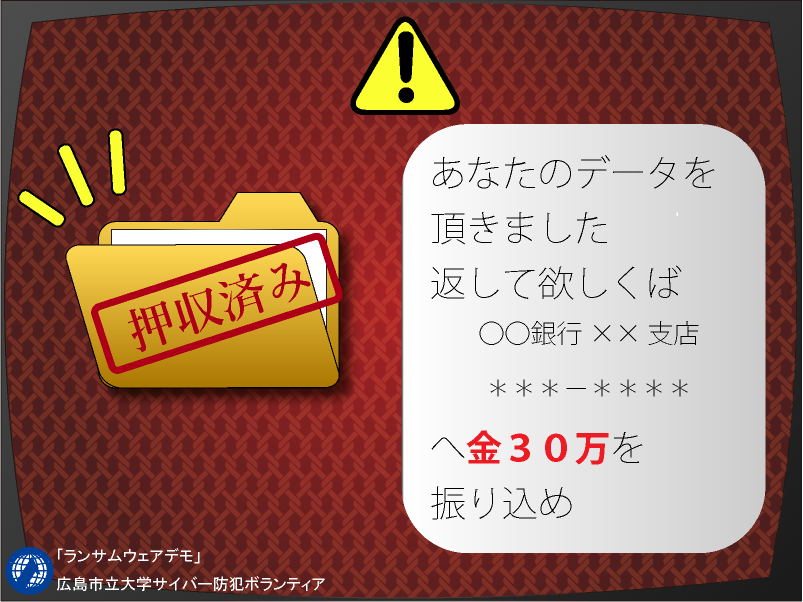 あなたのデータを
頂きました
返して欲しくば
〇〇銀行 ×× 支店
＊＊＊－＊＊＊＊
へ金３０万を
振り込め
押収済み
「ランサムウェアデモ」
広島市立大学サイバー防犯ボランティア